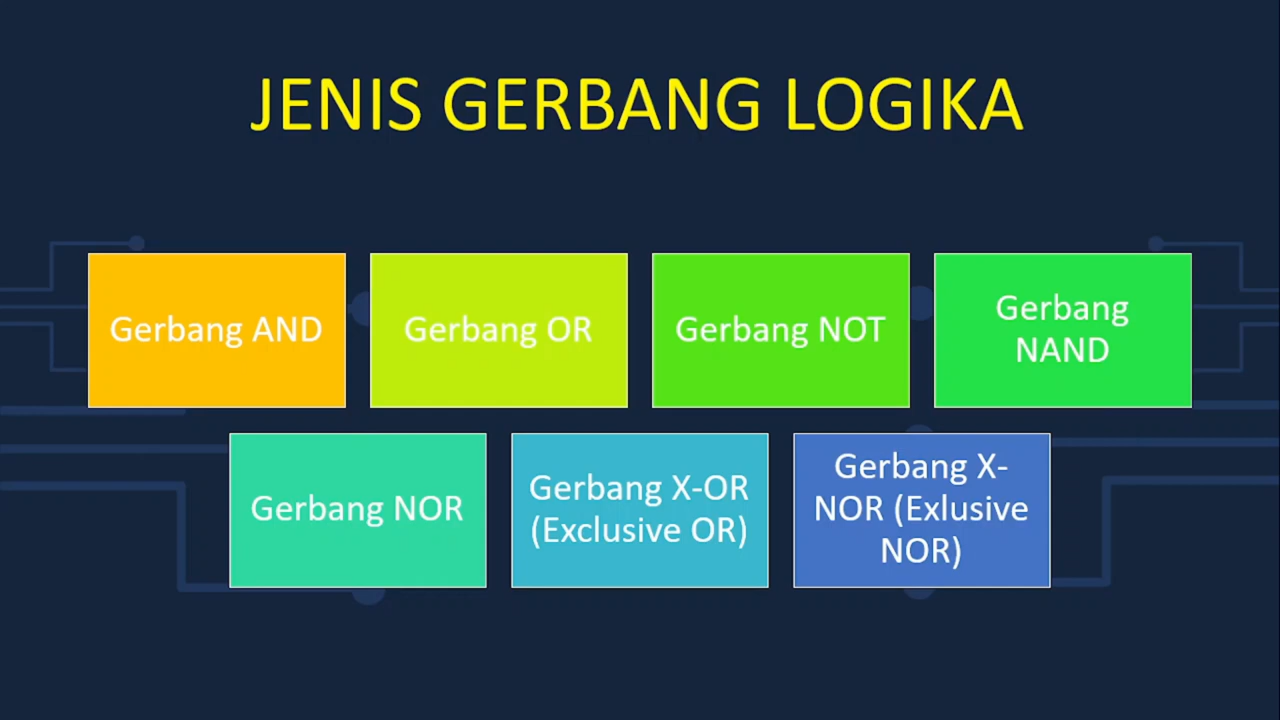 JENIS GERBANG LOGIKA
Gerbang AND
Gerbang OR
Gerbang NOT
Gerbang
NAND
Gerbang NOR
Gerbang X-OR
(Exclusive OR)
Gerbang X-
NOR (Exlusive
NOR)